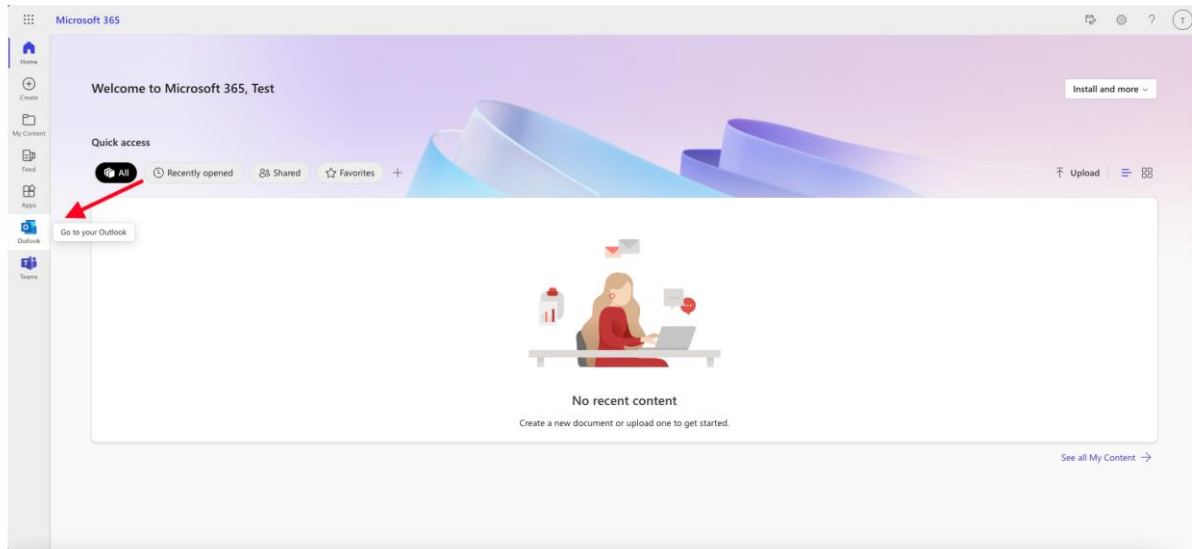 Microsoft 365
?
T
Home
Create
My Content
Feed
Apps
Outlook
Teams
Welcome to Microsoft 365, Test
Install and more
Quick access
All
Recently opened
Shared
Favorites
+
Upload
Go to your Outlook
No recent content
Create a new document or upload one to get started.
See all My Content →